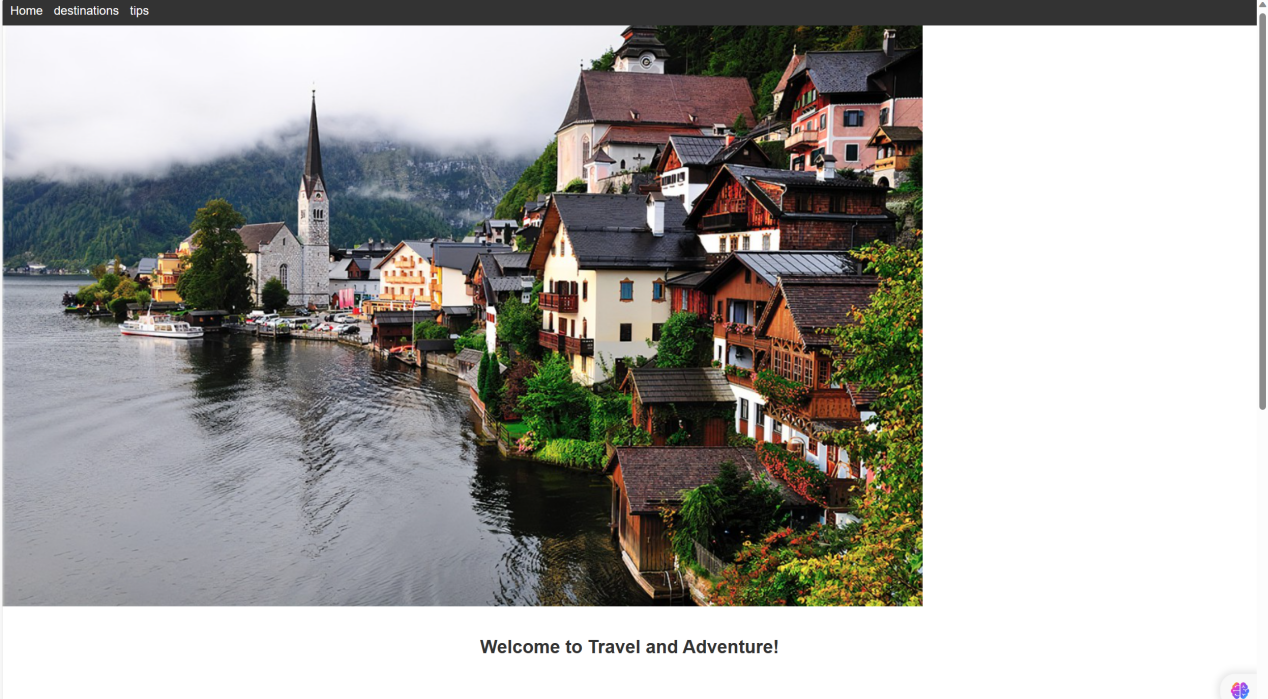 Home destinations tips
Welcome to Travel and Adventure!